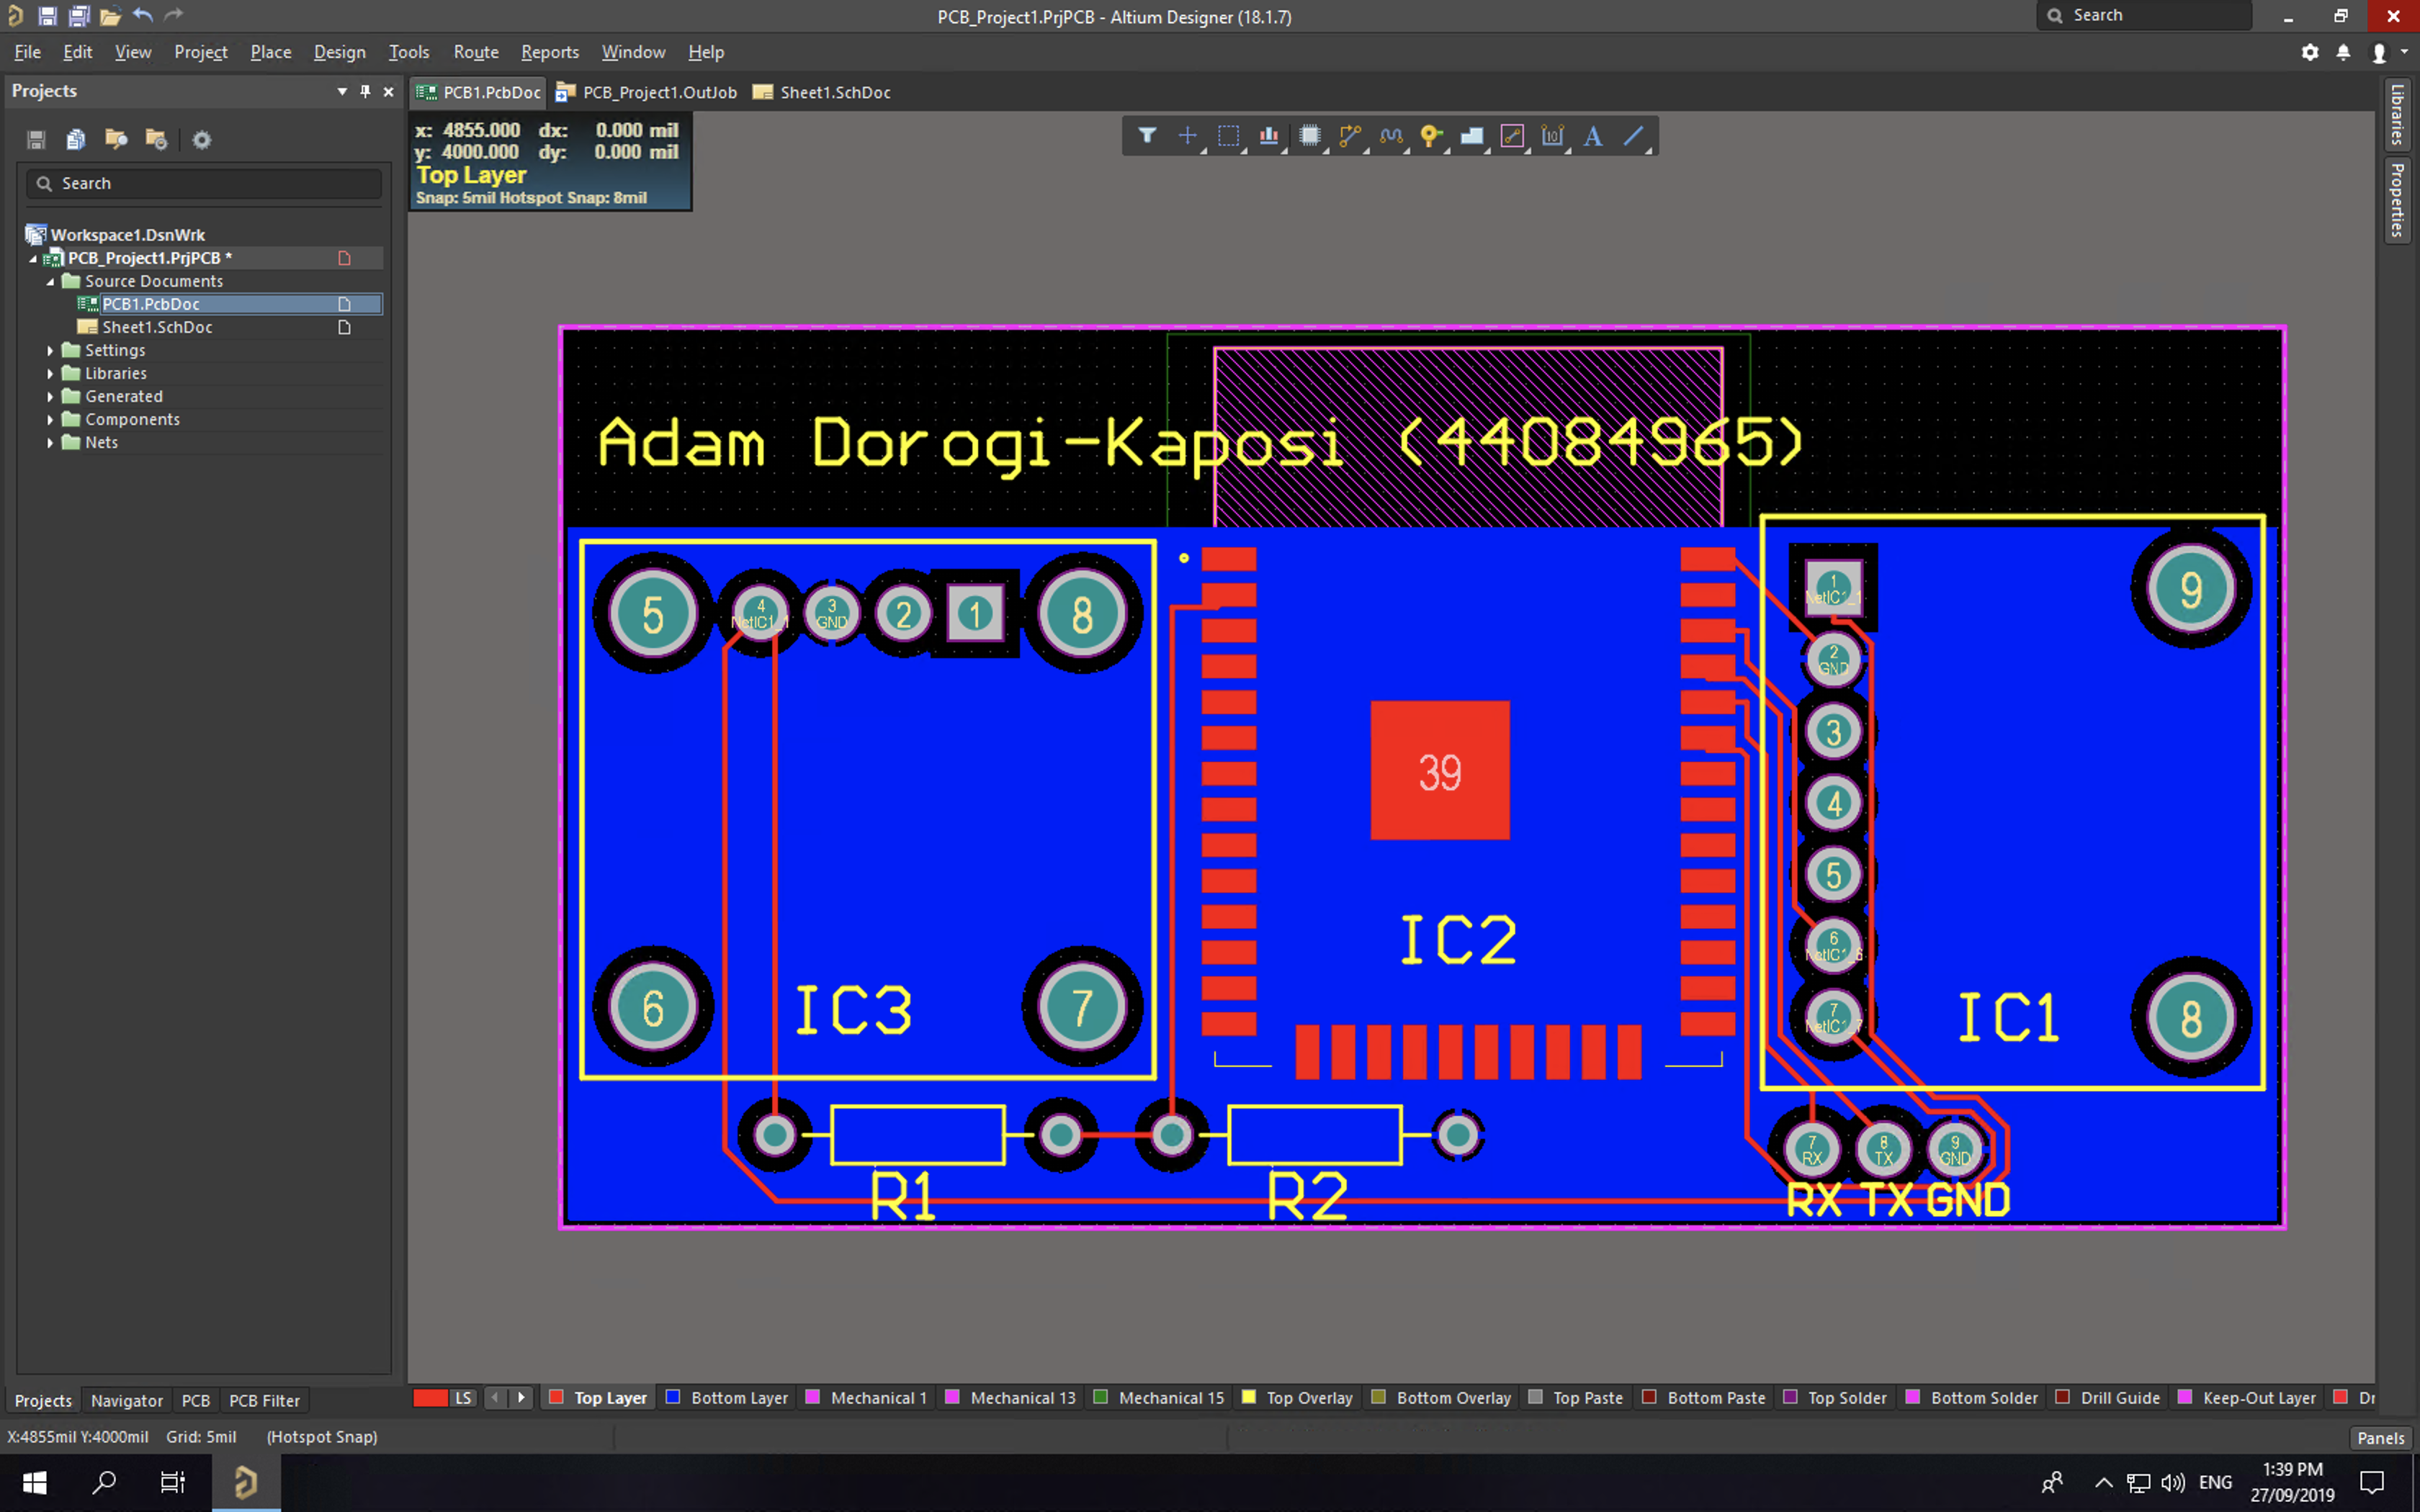 PCB_Project1.PrjPCB - Altium Designer (18.1.7)
Search
File Edit View Project Place Design Tools Route Reports Window Help
Projects
PCB1.PcbDoc
PCB_Project1.OutJob
Sheet1.SchDoc
Libraries
Properties
x: 4855.000 dx: 0.000 mil
y: 4000.000 dy: 0.000 mil
Top Layer
Snap: 5mil Hotspot Snap: 8mil
Search
Workspace1.DsnWrk
PCB_Project1.PrjPCB *
Source Documents
PCB1.PcbDoc
Sheet1.SchDoc
Settings
Libraries
Generated
Components
Nets
10
A
Adam Dorogi-Kaposi (44084965)
5
4
NetIC1_1
3
GND
2
1
8
6
7
IC3
39
IC2
1
NetIC1_1
2
GND
3
4
5
6
NetIC1_6
7
NetIC1_7
9
8
IC1
R1
R2
7
RX
8
TX
9
GND
RX TX GND
Projects Navigator PCB PCB Filter
LS
Top Layer
Bottom Layer
Mechanical 1
Mechanical 13
Mechanical 15
Top Overlay
Bottom Overlay
Top Paste
Bottom Paste
Top Solder
Bottom Solder
Drill Guide
Keep-Out Layer
Dr
X:4855mil Y:4000mil Grid: 5mil (Hotspot Snap)
Panels
ENG
1:39 PM
27/09/2019